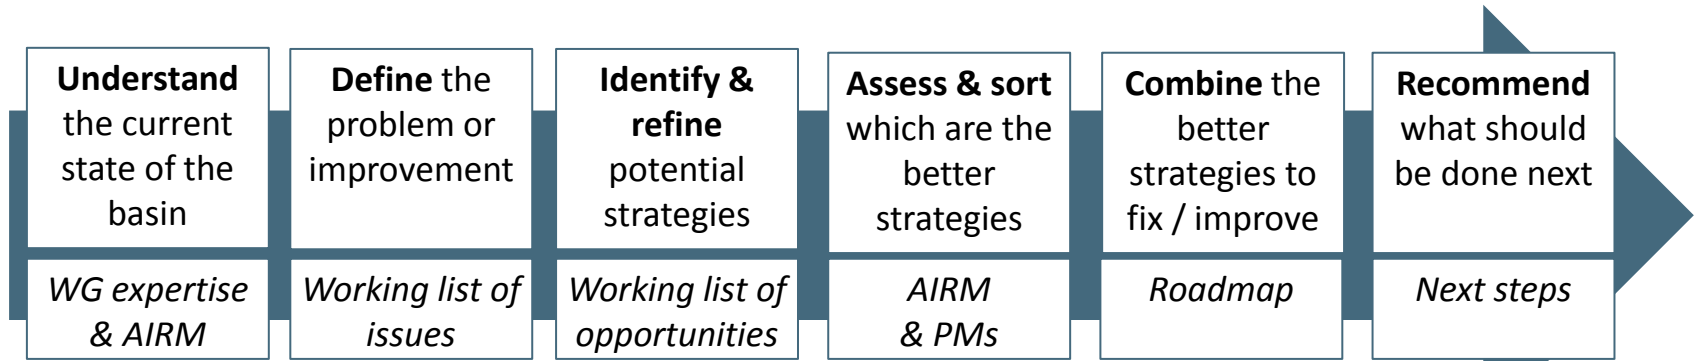 Understand
the current
state of the
basin
WG expertise
& AIRM
Define the
problem or
improvement
Working list of
issues
Identify &
refine
potential
strategies
Working list of
opportunities
Assess & sort
which are the
better
strategies
AIRM
& PMs
Combine the
better
strategies to
fix / improve
Roadmap
Recommend
what should
be done next
Next steps